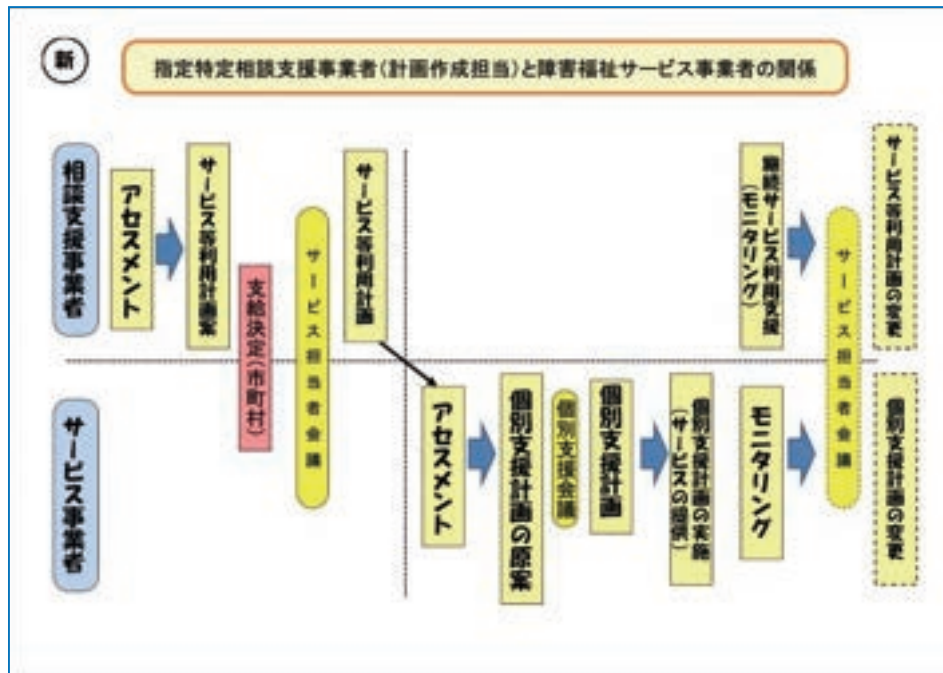 新
指定特定相談支援事業者(計画作成担当)と障害福祉サービス事業者の関係
相談支援事業者
アセスメント
サービス等利用計画案
支給決定(市町村)
サービス担当者会議
サービス等利用計画
継続サービス利用支援
(モニタリング)
サービス担当者会議
サービス等利用計画の変更
サービス事業者
アセスメント
個別支援計画の原案
個別支援会議
個別支援計画
個別支援計画の実施
(サービスの提供)
モニタリング
個別支援計画の変更